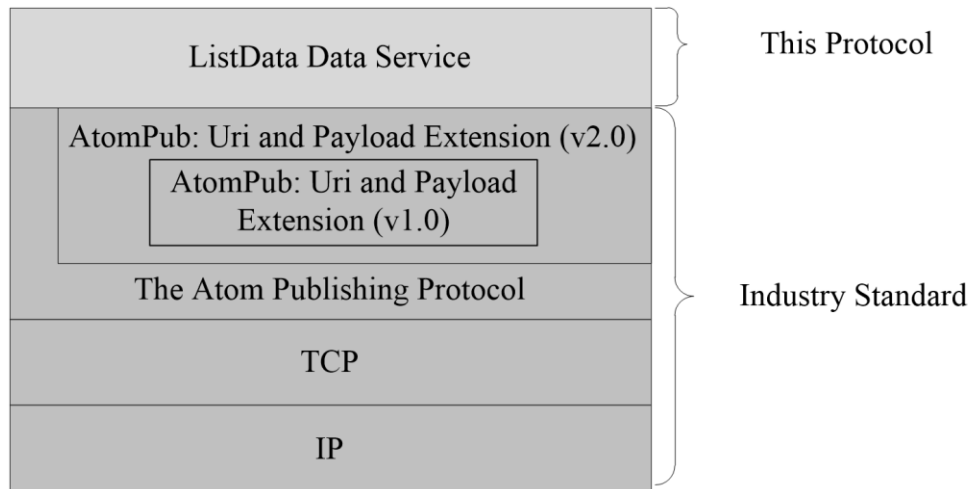 ListData Data Service
This Protocol
AtomPub: Uri and Payload Extension (v2.0)
AtomPub: Uri and Payload
Extension (v1.0)
The Atom Publishing Protocol
Industry Standard
TCP
IP